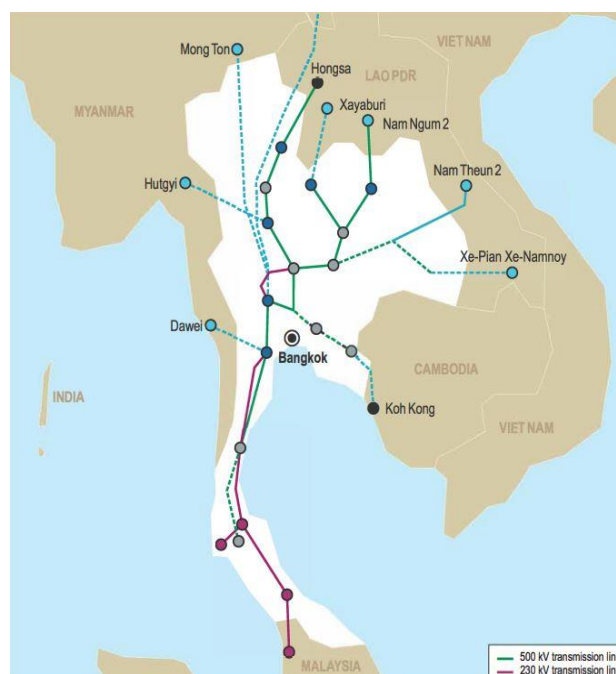 VIET NAM
Mong Ton
Hongsa
LAO PDR
Xayaburi
MYANMAR
Nam Ngum 2
Nam Theun 2
Hutgyi
Xe-Pian Xe-Namnoy
Dawei
Bangkok
CAMBODIA
INDIA
Koh Kong
VIET NAM
500 kV transmission lin
230 kV transmission lin
MALAYSIA